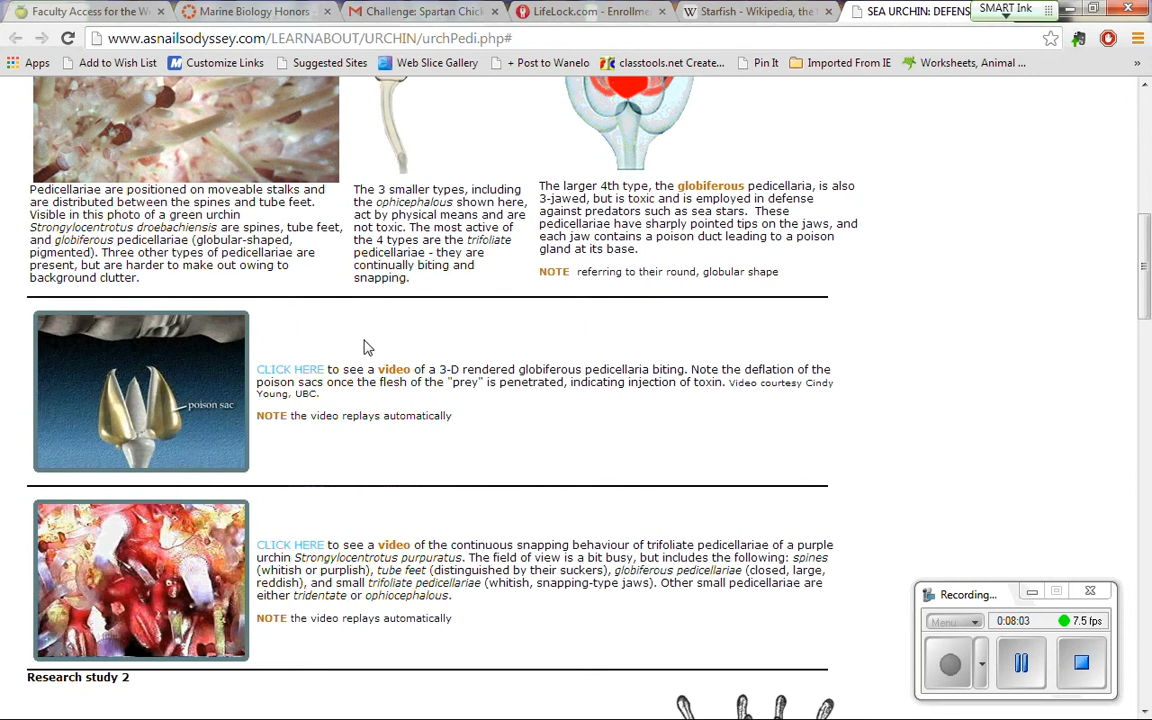 Faculty Access for the W
Marine Biology Honors
Challenge: Spartan Chick
LifeLock.com - Enrollme
Starfish - Wikipedia, the
SEA URCHIN: DEFENS
SMART Ink
www.asnailsodyssey.com/LEARNABOUT/URCHIN/urchPedi.php#
Apps
Add to Wish List
Customize Links
Suggested Sites
Web Slice Gallery
+ Post to Wanelo
classtools.net Create...
Pin It
Imported From IE
Worksheets, Animal ...
»
Pedicellariae are positioned on moveable stalks and
are distributed between the spines and tube feet.
Visible in this photo of a green urchin
Strongylocentrotus droebachiensis are spines, tube feet,
and globiferous pedicellariae (globular-shaped,
pigmented). Three other types of pedicellariae are
present, but are harder to make out owing to
background clutter.
The 3 smaller types, including
the ophicephalous shown here,
act by physical means and are
not toxic. The most active of
the 4 types are the trifoliate
pedicellariae - they are
continually biting and
snapping.
The larger 4th type, the globiferous pedicellaria, is also
3-jawed, but is toxic and is employed in defense
against predators such as sea stars. These
pedicellariae have sharply pointed tips on the jaws, and
each jaw contains a poison duct leading to a poison
gland at its base.
NOTE referring to their round, globular shape
poison sac
CLICK HERE to see a video of a 3-D rendered globiferous pedicellaria biting. Note the deflation of the
poison sacs once the flesh of the "prey" is penetrated, indicating injection of toxin. Video courtesy Cindy
Young, UBC.
NOTE the video replays automatically
CLICK HERE to see a video of the continuous snapping behaviour of trifoliate pedicellariae of a purple
urchin Strongylocentrotus purpuratus. The field of view is a bit busy, but includes the following: spines
(whitish or purplish), tube feet (distinguished by their suckers), globiferous pedicellariae (closed, large,
reddish), and small trifoliate pedicellariae (whitish, snapping-type jaws). Other small pedicellariae are
either tridentate or ophiocephalous.
NOTE the video replays automatically
Research study 2
Recording...
Menu
0:08:03
7.5 fps